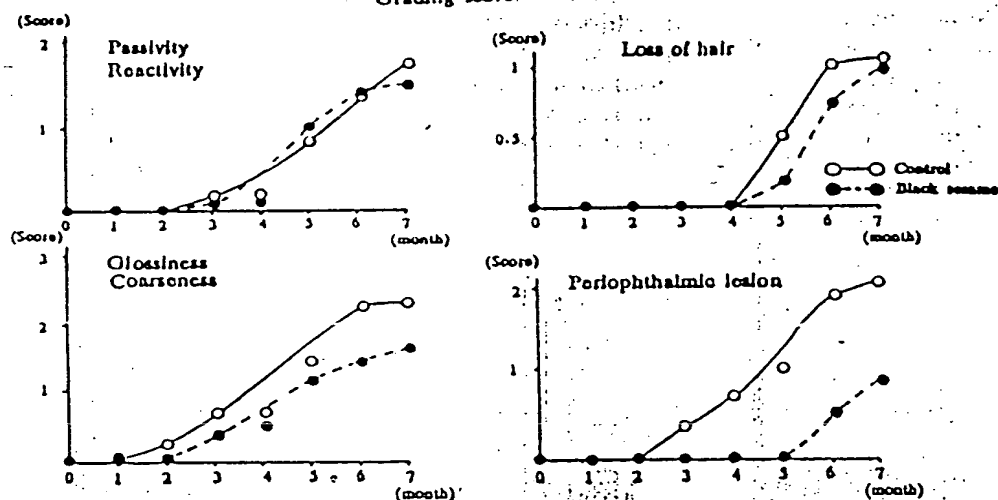 Grading score
(Score)
2
Passivity
Reactivity
1
0 1 2 3 4 5 6 7
(month)
(Score)
Loss of hair
1
0.5
Control
Black sesame
0 1 2 3 4 5 6 7
(month)
(Score)
3
Glossiness
Coarseness
2
1
0 1 2 3 4 5 6 7
(month)
(Score)
2
Periophthalmic lesion
1
0 1 2 3 4 5 6 7
(month)